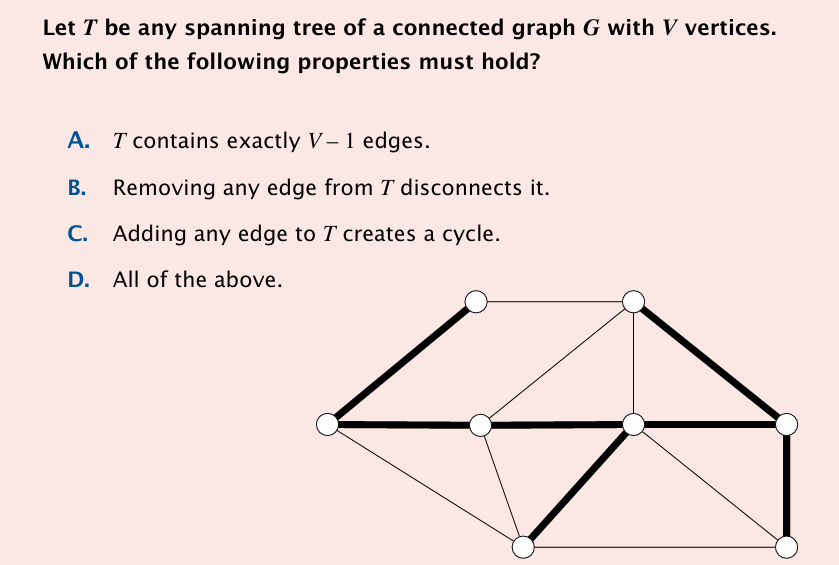 Let T be any spanning tree of a connected graph G with V vertices.
Which of the following properties must hold?
A. T contains exactly V – 1 edges.
B. Removing any edge from T disconnects it.
C. Adding any edge to T creates a cycle.
D. All of the above.